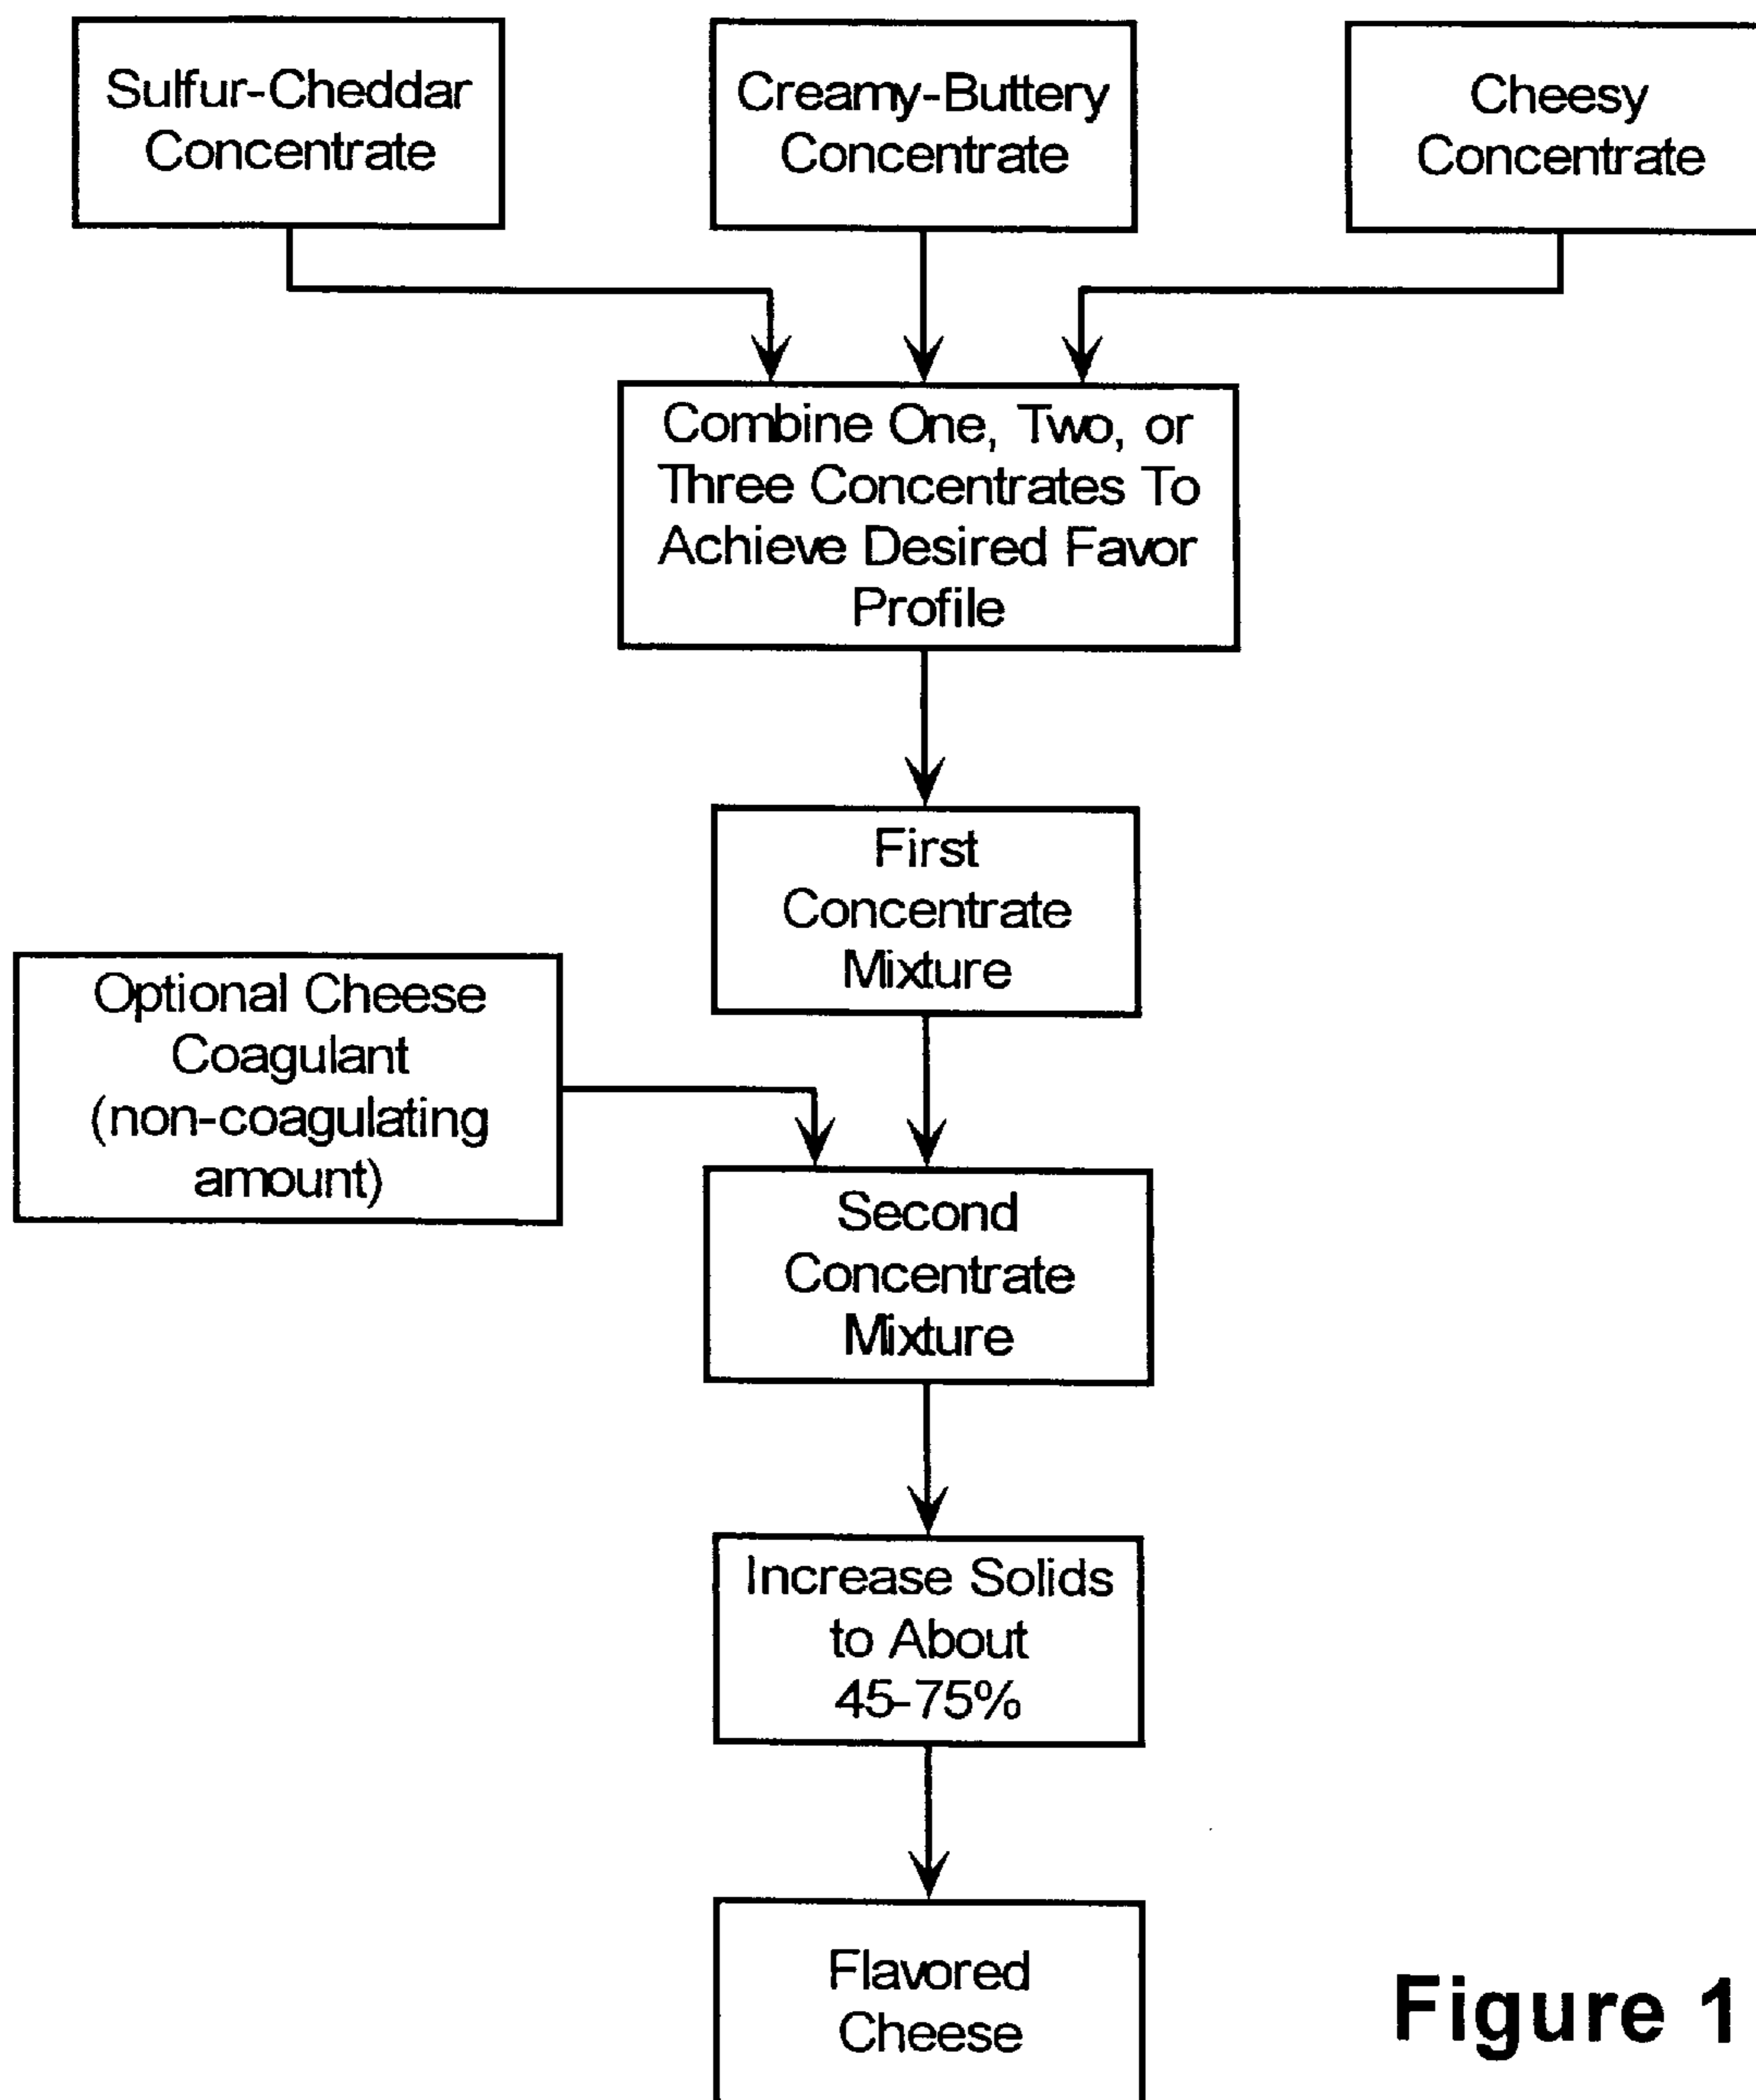 Sulfur-Cheddar
Concentrate
Creamy-Buttery
Concentrate
Cheesy
Concentrate
Combine One, Two, or
Three Concentrates To
Achieve Desired Favor
Profile
First
Concentrate
Mixture
Optional Cheese
Coagulant
(non-coagulating
amount)
Second
Concentrate
Mixture
Increase Solids
to About
45-75%
Flavored
Cheese
Figure 1